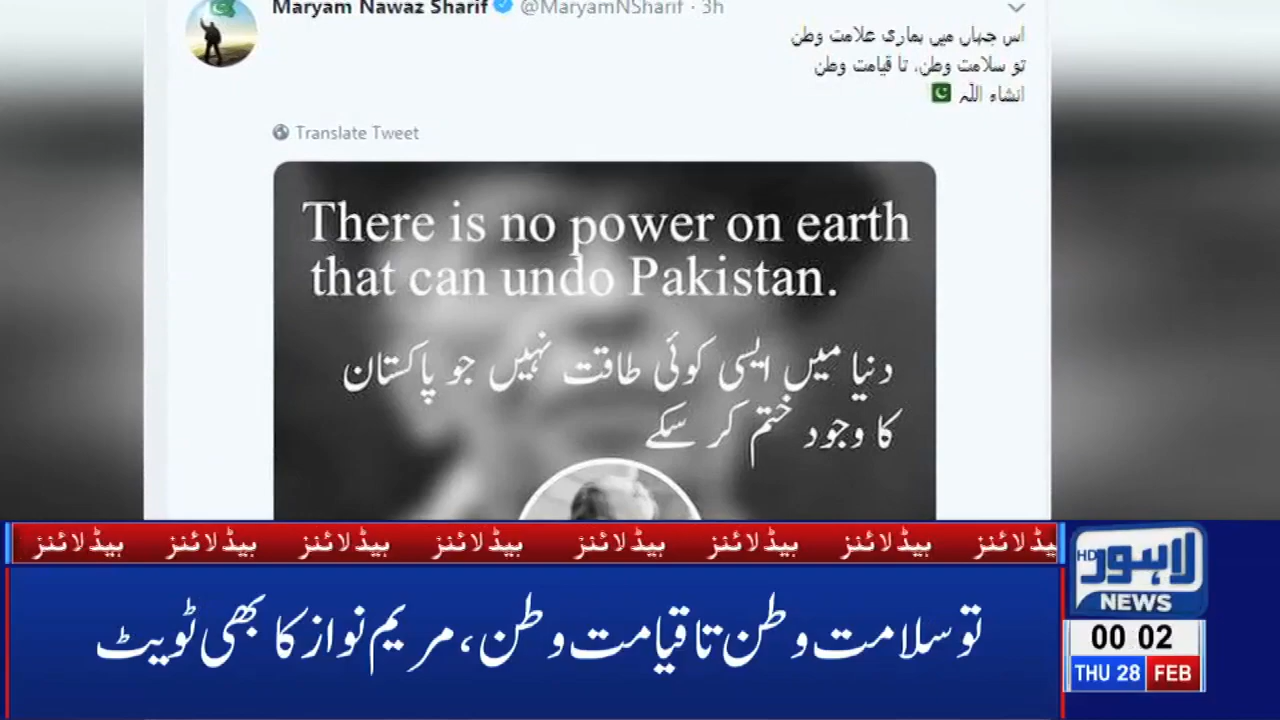 Maryam Nawaz Sharif @MaryamNSharif · 3h
اس جہاں میں ہماری علامت وطن
تو سلامت وطن، تا قیامت وطن
انشاء اللہ
Translate Tweet
There is no power on earth
that can undo Pakistan.
دنیا میں ایسی کوئی طاقت نہیں جو پاکستان
کا وجود ختم کر سکے
ہیڈلائنز ہیڈلائنز ہیڈلائنز ہیڈلائنز ہیڈلائنز ہیڈلائنز ہیڈلائنز ہیڈلائنز
تو سلامت وطن تا قیامت وطن، مریم نواز کا بھی ٹویٹ
لاہور HD
NEWS
00 02
THU 28 FEB